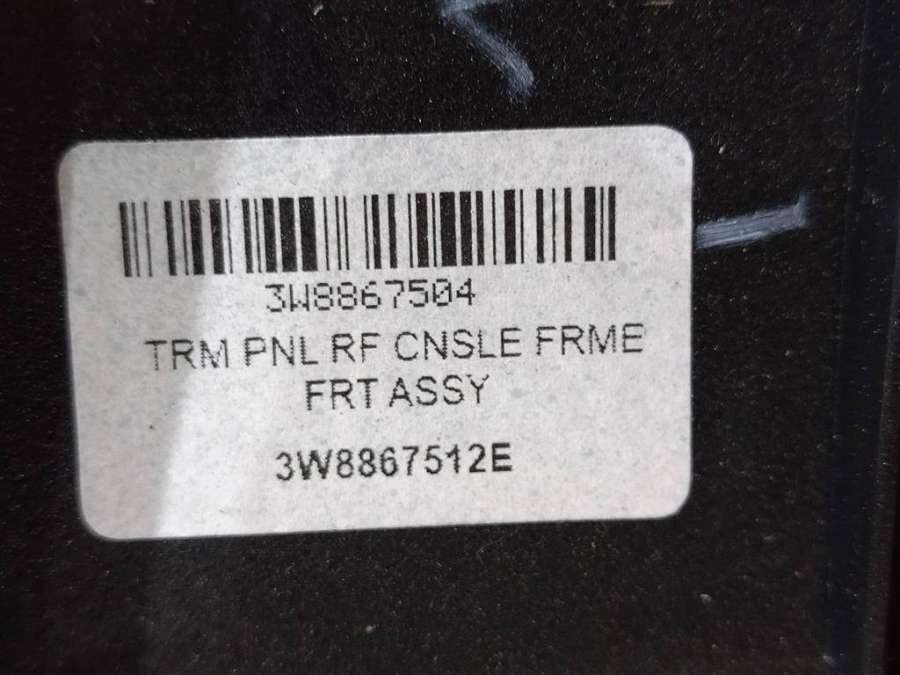 3W8867504
TRM PNL RF CNSLE FRME
FRT ASSY
3W8867512E